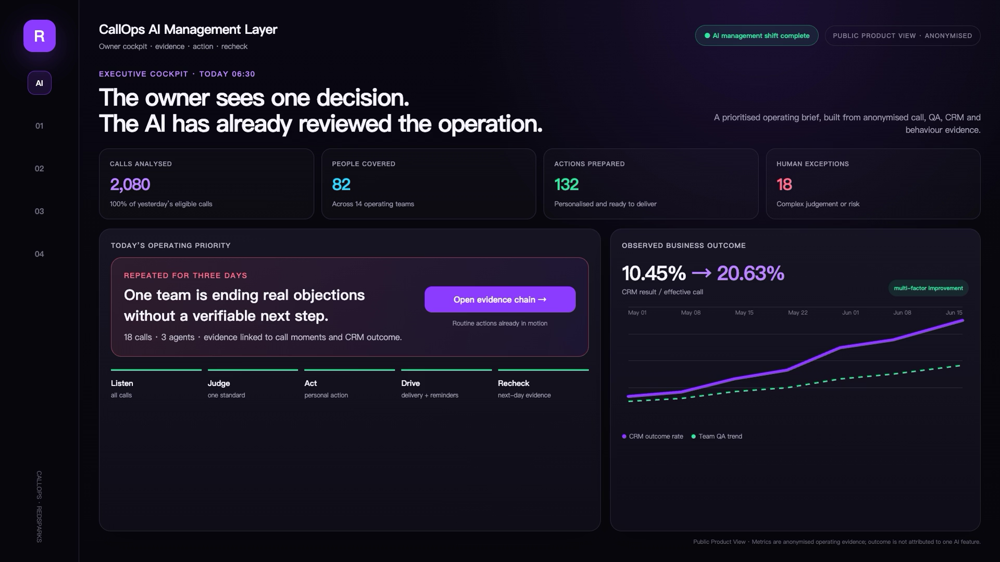 R
AI
01
02
03
04
CALLOPS · REDSPARKS
CallOps AI Management Layer
Owner cockpit · evidence · action · recheck
AI management shift complete
PUBLIC PRODUCT VIEW · ANONYMISED
EXECUTIVE COCKPIT · TODAY 06:30
The owner sees one decision.
The AI has already reviewed the operation.
A prioritised operating brief, built from anonymised call, QA, CRM and
behaviour evidence.
CALLS ANALYSED
2,080
100% of yesterday's eligible calls
PEOPLE COVERED
82
Across 14 operating teams
ACTIONS PREPARED
132
Personalised and ready to deliver
HUMAN EXCEPTIONS
18
Complex judgement or risk
TODAY'S OPERATING PRIORITY
REPEATED FOR THREE DAYS
One team is ending real objections
without a verifiable next step.
18 calls · 3 agents · evidence linked to call moments and CRM outcome.
Open evidence chain →
Routine actions already in motion
Listen
all calls
Judge
one standard
Act
personal action
Drive
delivery + reminders
Recheck
next-day evidence
OBSERVED BUSINESS OUTCOME
10.45% → 20.63%
CRM result / effective call
multi-factor improvement
May 01 May 08 May 15 May 22 Jun 01 Jun 08 Jun 15
CRM outcome rate Team QA trend
Public Product View · Metrics are anonymised operating evidence; outcome is not attributed to one AI feature.